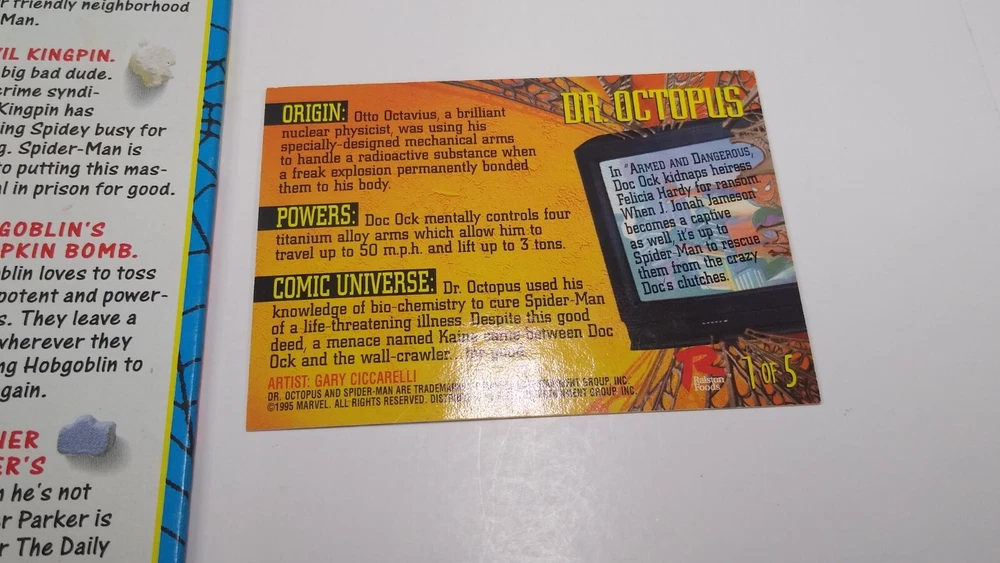 r friendly neighborhood
Man.
IL KINGPIN.
big bad dude.
crime syndi-
Kingpin has
ing Spidey busy for
g. Spider-Man is
to putting this mas-
l in prison for good.
GOBLIN'S
PKIN BOMB.
blin loves to toss
potent and power-
s. They leave a
wherever they
ng Hobgoblin to
gain.
ER
ER'S
n he's not
r Parker is
r The Daily
DR. OCTOPUS
ORIGIN: Otto Octavius, a brilliant
nuclear physicist, was using his
specially-designed mechanical arms
to handle a radioactive substance when
a freak explosion permanently bonded
them to his body.
POWERS: Doc Ock mentally controls four
titanium alloy arms which allow him to
travel up to 50 m.p.h. and lift up to 3 tons.
COMIC UNIVERSE: Dr. Octopus used his
knowledge of bio-chemistry to cure Spider-Man
of a life-threatening illness. Despite this good
deed, a menace named Kaine came between Doc
Ock and the wall-crawler...
ARTIST: GARY CICCARELLI
DR. OCTOPUS AND SPIDER-MAN ARE TRADEMARKS GROUP, INC.
©1995 MARVEL. ALL RIGHTS RESERVED. GROUP, INC.
In "Armed and Dangerous,
Doc Ock kidnaps heiress
Felicia Hardy for ransom.
When J. Jonah Jameson
becomes a captive
as well, it's up to
Spider-Man to rescue
them from the crazy
Doc's clutches.
Ralston
Foods
1 OF 5